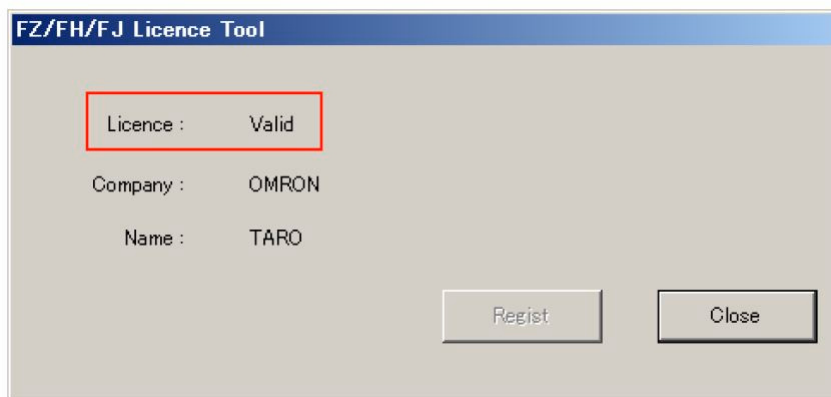 FZ/FH/FJ Licence Tool
Licence : Valid
Company : OMRON
Name : TARO
Regist Close